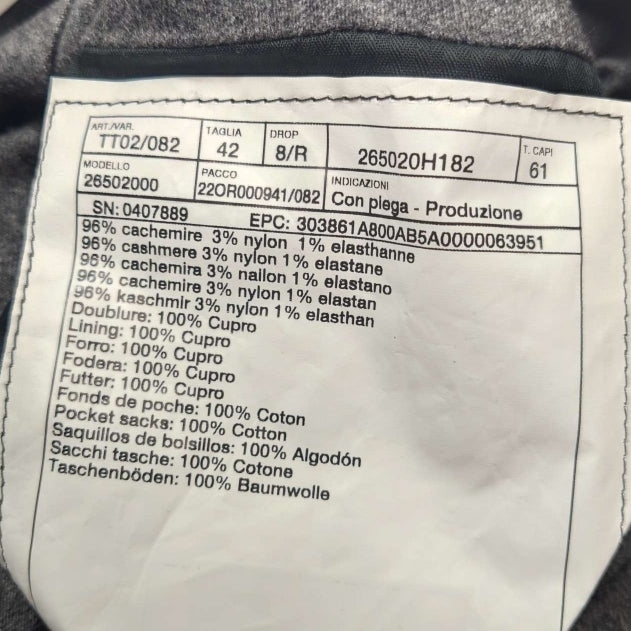 ART./VAR. TAGLIA DROP T. CAPI
TT02/082 42 8/R 265020H182 61
MODELLO PACCO INDICAZIONI
26502000 22OR000941/082 Con piega - Produzione
SN: 0407889 EPC: 303861A800AB5A0000063951
96% cachemire 3% nylon 1% elasthanne
96% cashmere 3% nylon 1% elastane
96% cachemira 3% nailon 1% elastano
96% cachemire 3% nylon 1% elastan
96% kaschmir 3% nylon 1% elasthan
Doublure: 100% Cupro
Lining: 100% Cupro
Forro: 100% Cupro
Fodera: 100% Cupro
Futter: 100% Cupro
Fonds de poche: 100% Coton
Pocket sacks: 100% Cotton
Saquillos de bolsillos: 100% Algodón
Sacchi tasche: 100% Cotone
Taschenböden: 100% Baumwolle